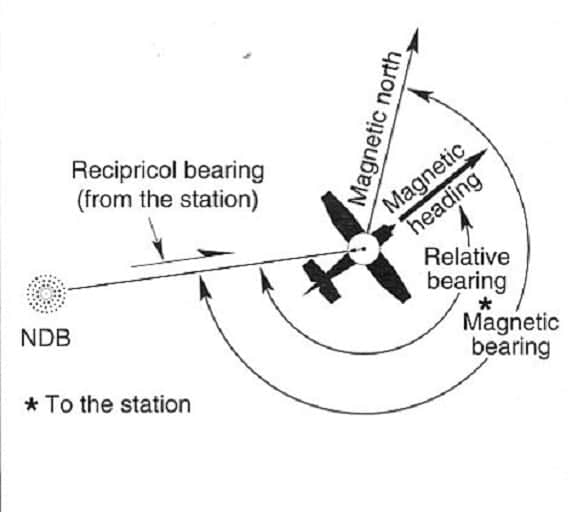 Magnetic north
Magnetic
heading
Recipricol bearing
(from the station)
Relative
bearing
*
Magnetic
bearing
NDB
* To the station